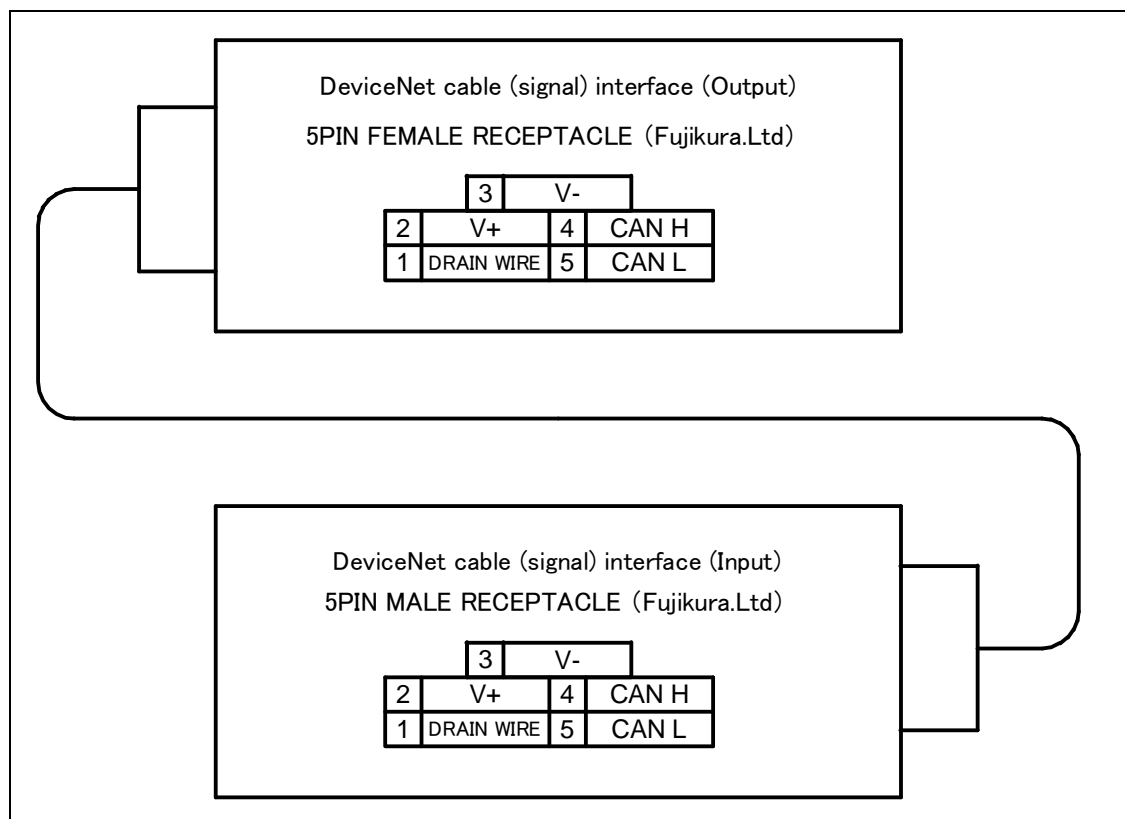 DeviceNet cable (signal) interface (Output)
5PIN FEMALE RECEPTACLE (Fujikura.Ltd)
3 V-
2 V+ 4 CAN H
1 DRAIN WIRE 5 CAN L
DeviceNet cable (signal) interface (Input)
5PIN MALE RECEPTACLE (Fujikura.Ltd)
3 V-
2 V+ 4 CAN H
1 DRAIN WIRE 5 CAN L